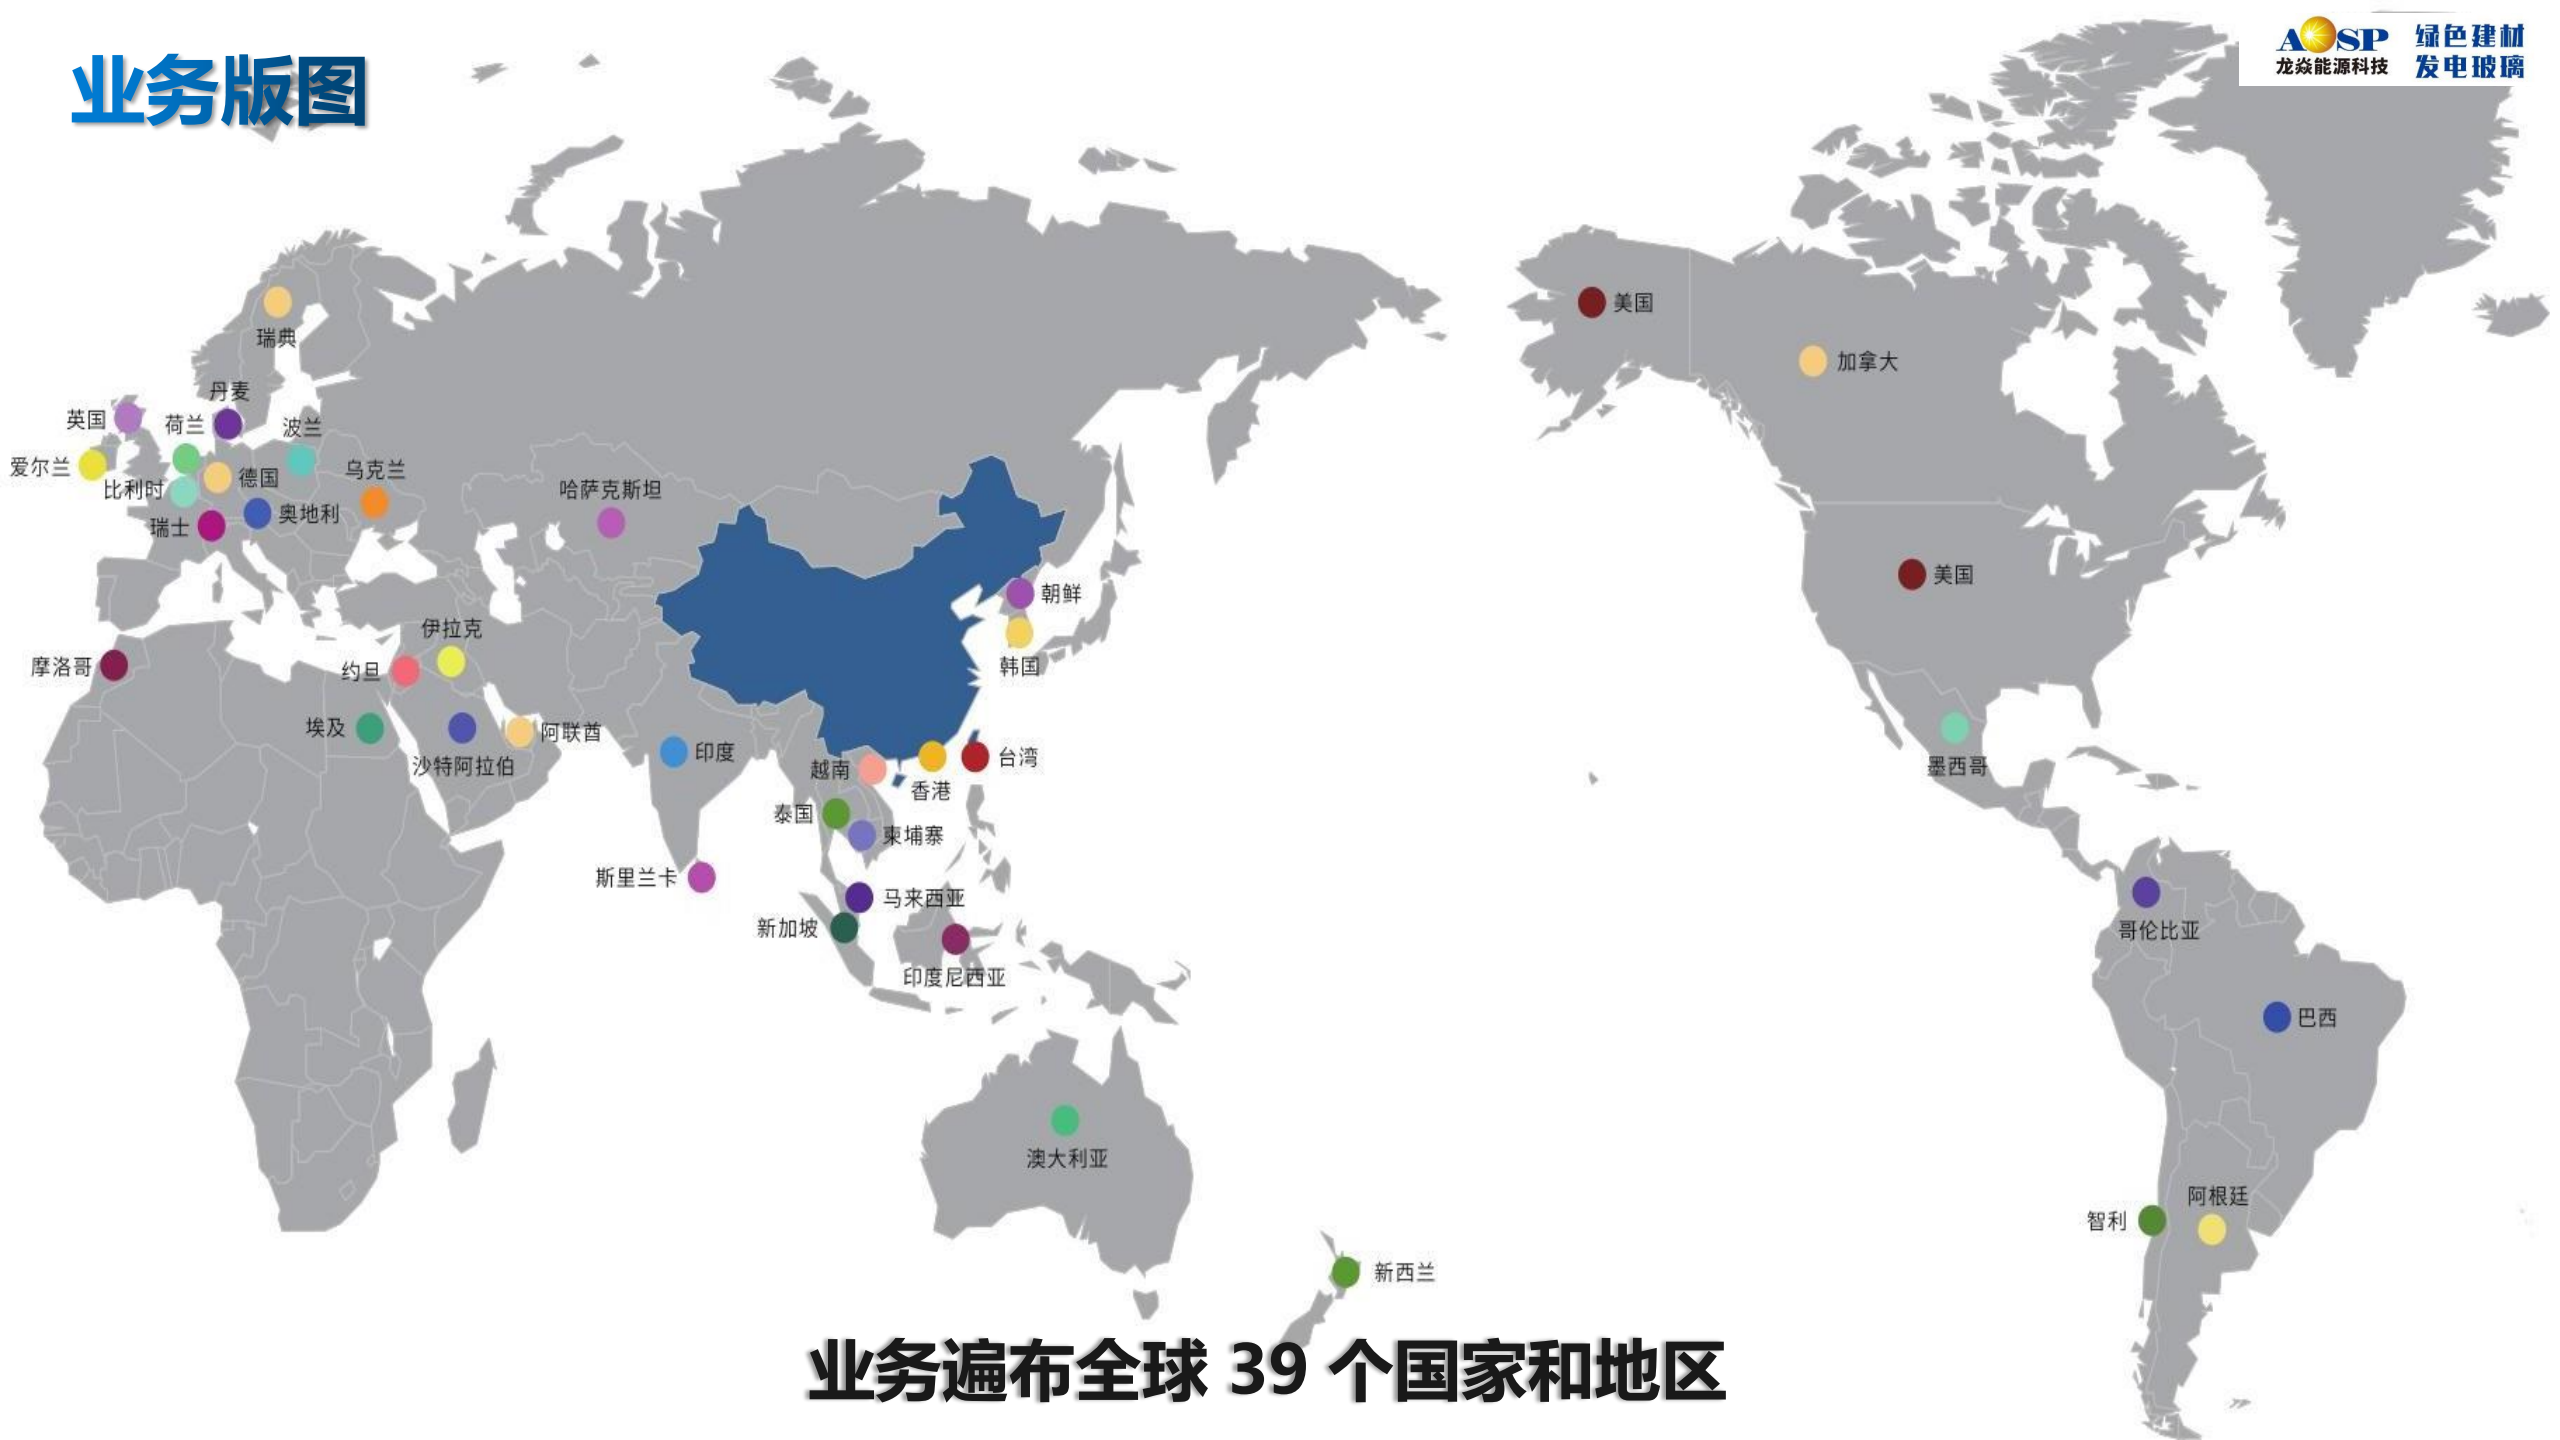 业务版图
AOSP
龙焱能源科技
绿色建材
发电玻璃
瑞典
丹麦
英国
荷兰
波兰
爱尔兰
比利时
德国
乌克兰
瑞士
奥地利
哈萨克斯坦
朝鲜
韩国
伊拉克
摩洛哥
约旦
埃及
沙特阿拉伯
阿联酋
印度
越南
香港
台湾
泰国
柬埔寨
斯里兰卡
马来西亚
新加坡
印度尼西亚
澳大利亚
新西兰
美国
加拿大
美国
墨西哥
哥伦比亚
巴西
阿根廷
智利
业务遍布全球 39 个国家和地区